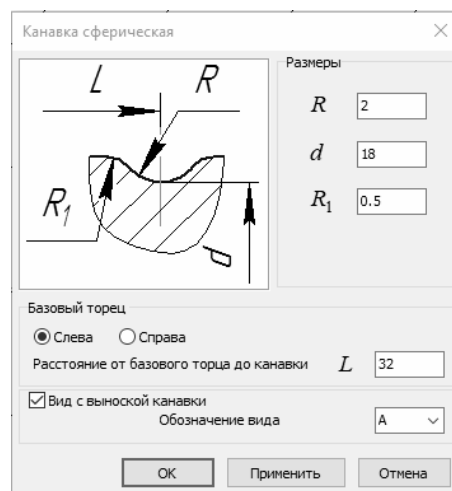 Канавка сферическая
Размеры
L
R
R₁
d
R 2
d 18
R₁ 0.5
Базовый торец
Слева Справа
Расстояние от базового торца до канавки L 32
Вид с выноской канавки
Обозначение вида A
OK Применить Отмена